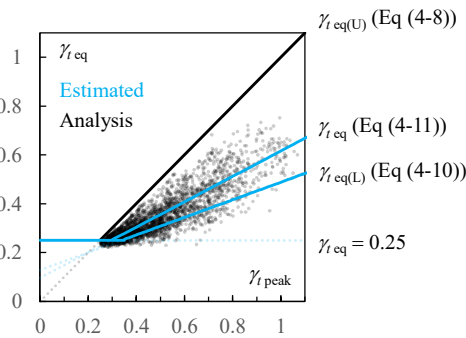 γt eq(U) (Eq (4-8))
1
γt eq
Estimated
Analysis
0.8
γt eq (Eq (4-11))
0.6
γt eq(L) (Eq (4-10))
0.4
γt eq = 0.25
0.2
γt peak
0
0 0.2 0.4 0.6 0.8 1